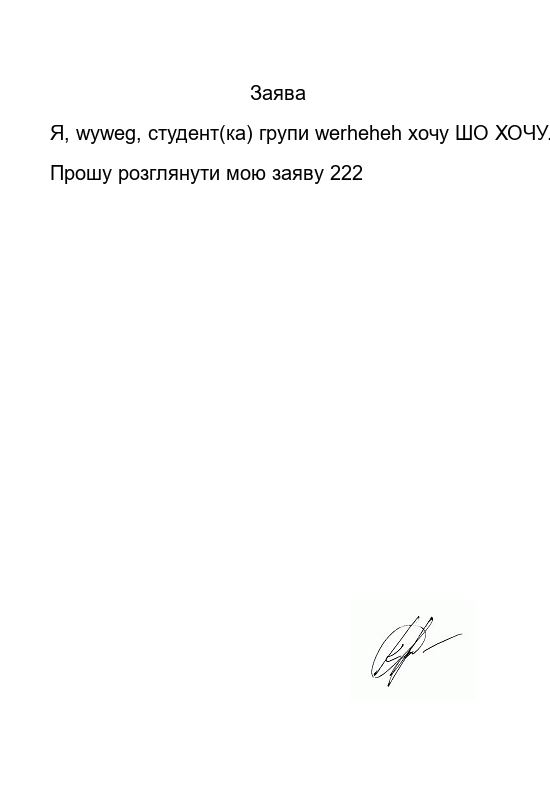 Заява
Я, wyweg, студент(ка) групи werheheh хочу ШО ХОЧУ.
Прошу розглянути мою заяву 222